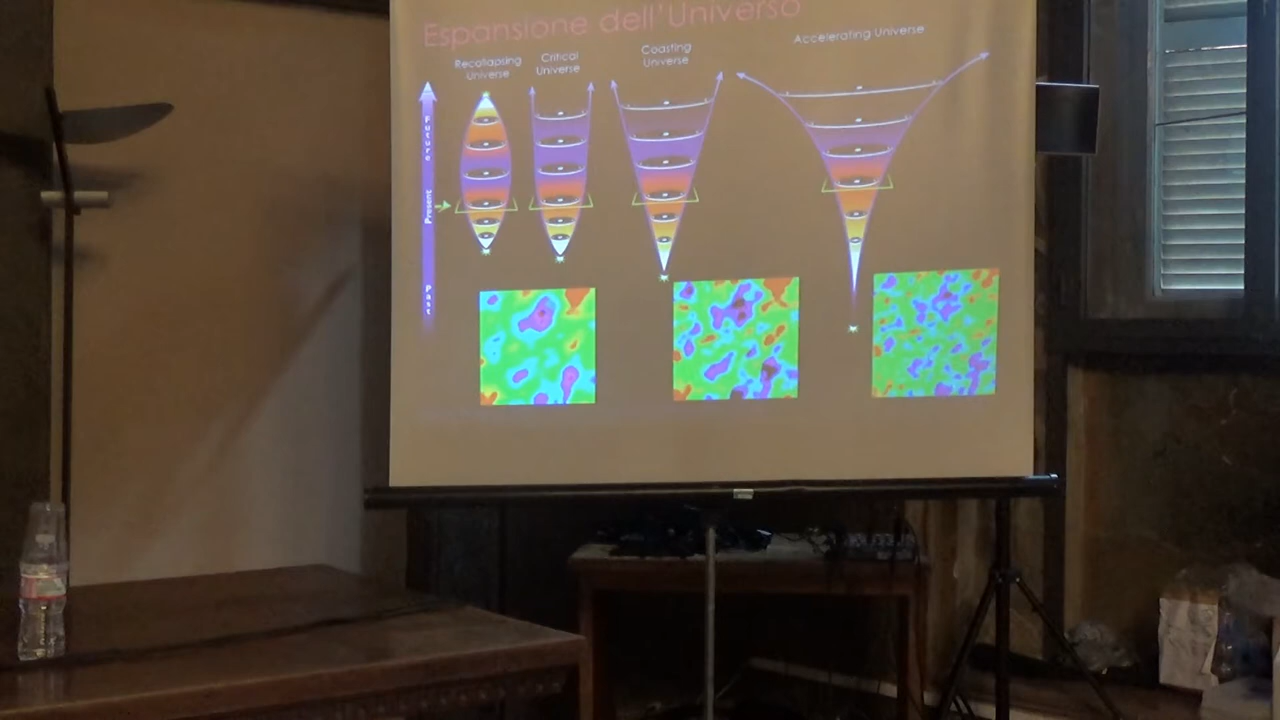 Espansione dell'Universo
Recollapsing
Universe
Critical
Universe
Coasting
Universe
Accelerating Universe
Future
Present
Past